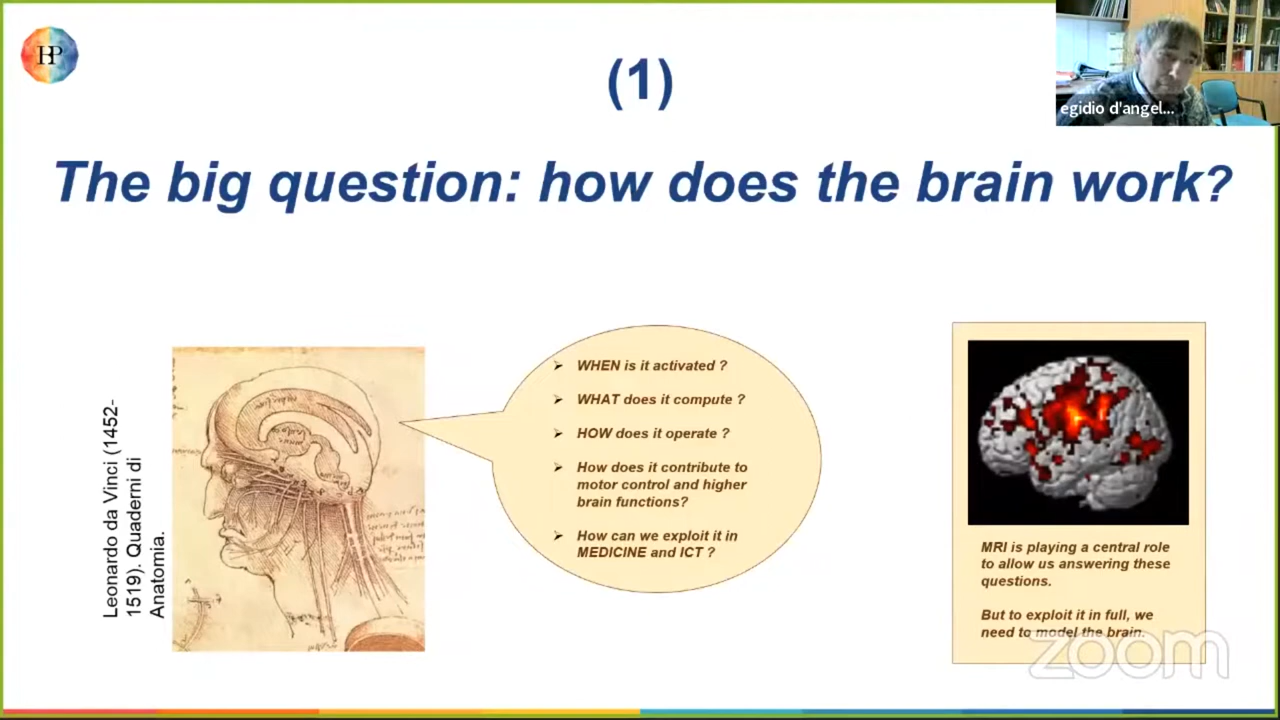 HP
(1)
egidio d'angel...
The big question: how does the brain work?
Leonardo da Vinci (1452-
1519). Quaderni di
Anatomia.
WHEN is it activated ?
WHAT does it compute ?
HOW does it operate ?
How does it contribute to
motor control and higher
brain functions?
How can we exploit it in
MEDICINE and ICT ?
MRI is playing a central role
to allow us answering these
questions.
But to exploit it in full, we
need to model the brain.
zoom